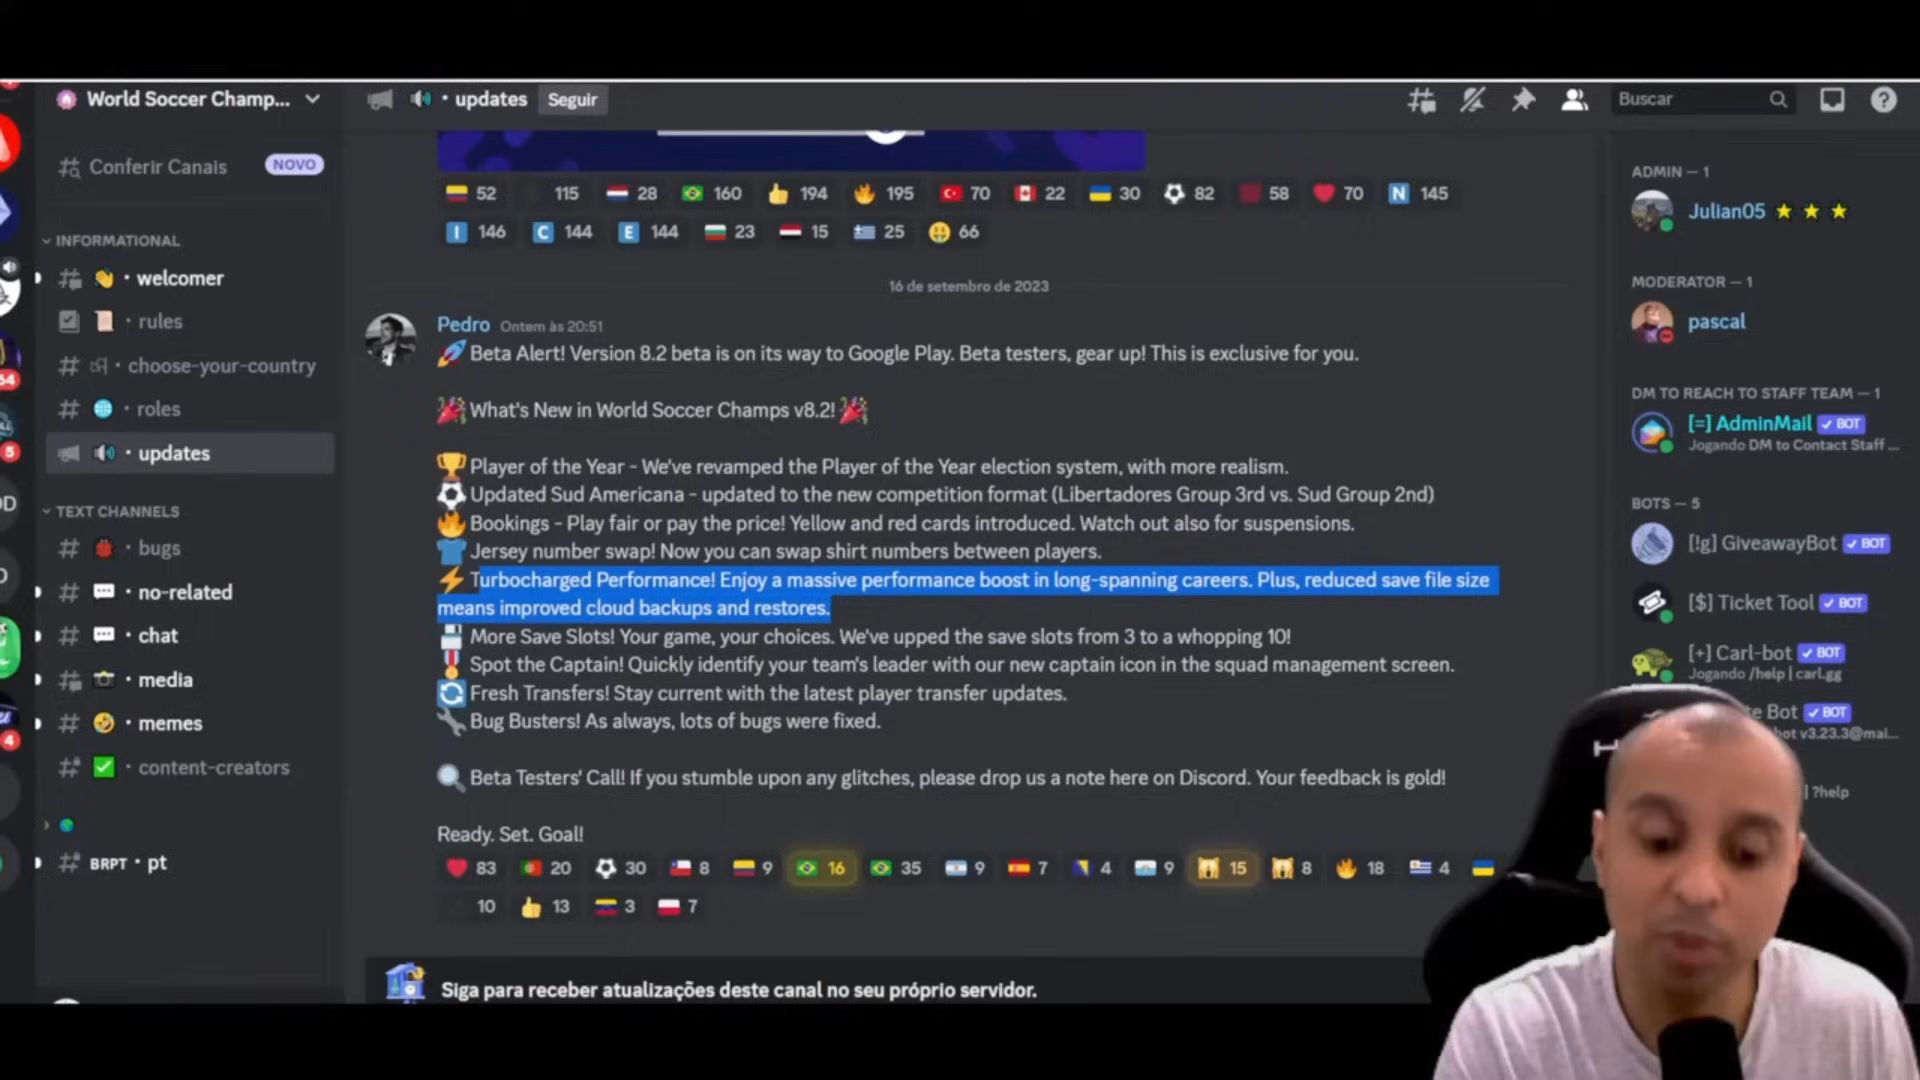 World Soccer Champ...
updates
Seguir
Buscar
Conferir Canais
NOVO
INFORMATIONAL
welcomer
rules
choose-your-country
roles
updates
TEXT CHANNELS
bugs
no-related
chat
media
memes
content-creators
BRPT · pt
64
5
4
52 115 28 160 194 195 70 22 30 82 58 70 N 145
I 146 C 144 E 144 23 15 25 66
16 de setembro de 2023
Pedro Ontem às 20:51
Beta Alert! Version 8.2 beta is on its way to Google Play. Beta testers, gear up! This is exclusive for you.
What's New in World Soccer Champs v8.2!
Player of the Year - We've revamped the Player of the Year election system, with more realism.
Updated Sud Americana - updated to the new competition format (Libertadores Group 3rd vs. Sud Group 2nd)
Bookings - Play fair or pay the price! Yellow and red cards introduced. Watch out also for suspensions.
Jersey number swap! Now you can swap shirt numbers between players.
Turbocharged Performance! Enjoy a massive performance boost in long-spanning careers. Plus, reduced save file size
means improved cloud backups and restores.
More Save Slots! Your game, your choices. We've upped the save slots from 3 to a whopping 10!
Spot the Captain! Quickly identify your team's leader with our new captain icon in the squad management screen.
Fresh Transfers! Stay current with the latest player transfer updates.
Bug Busters! As always, lots of bugs were fixed.
Beta Testers' Call! If you stumble upon any glitches, please drop us a note here on Discord. Your feedback is gold!
Ready. Set. Goal!
83 20 30 8 9 16 35 9 7 4 9 15 8 18 4
10 13 3 7
Siga para receber atualizações deste canal no seu próprio servidor.
ADMIN — 1
Julian05
MODERATOR — 1
pascal
DM TO REACH TO STAFF TEAM — 1
[=] AdminMail BOT
Jogando DM to Contact Staff ...
BOTS — 5
[!g] GiveawayBot BOT
[$] Ticket Tool BOT
[+] Carl-bot BOT
Jogando /help | carl.gg
Bot BOT
v3.23.3@mai...
| ?help